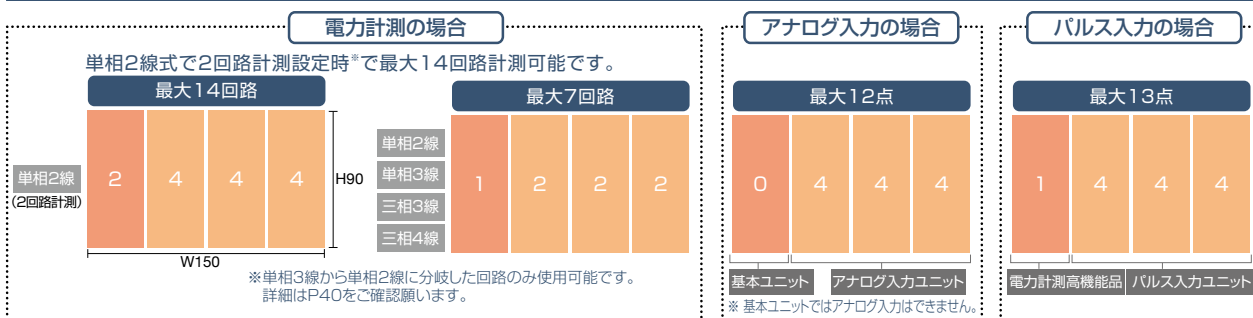 電力計測の場合
単相2線式で2回路計測設定時※で最大14回路計測可能です。
最大14回路
単相2線
(2回路計測)
2 4 4 4
H90
W150
最大7回路
単相2線
単相3線
三相3線
三相4線
1 2 2 2
※単相3線から単相2線に分岐した回路のみ使用可能です。
詳細はP40をご確認願います。
アナログ入力の場合
最大12点
0 4 4 4
基本ユニット アナログ入力ユニット
※ 基本ユニットではアナログ入力はできません。
パルス入力の場合
最大13点
1 4 4 4
電力計測高機能品 パルス入力ユニット